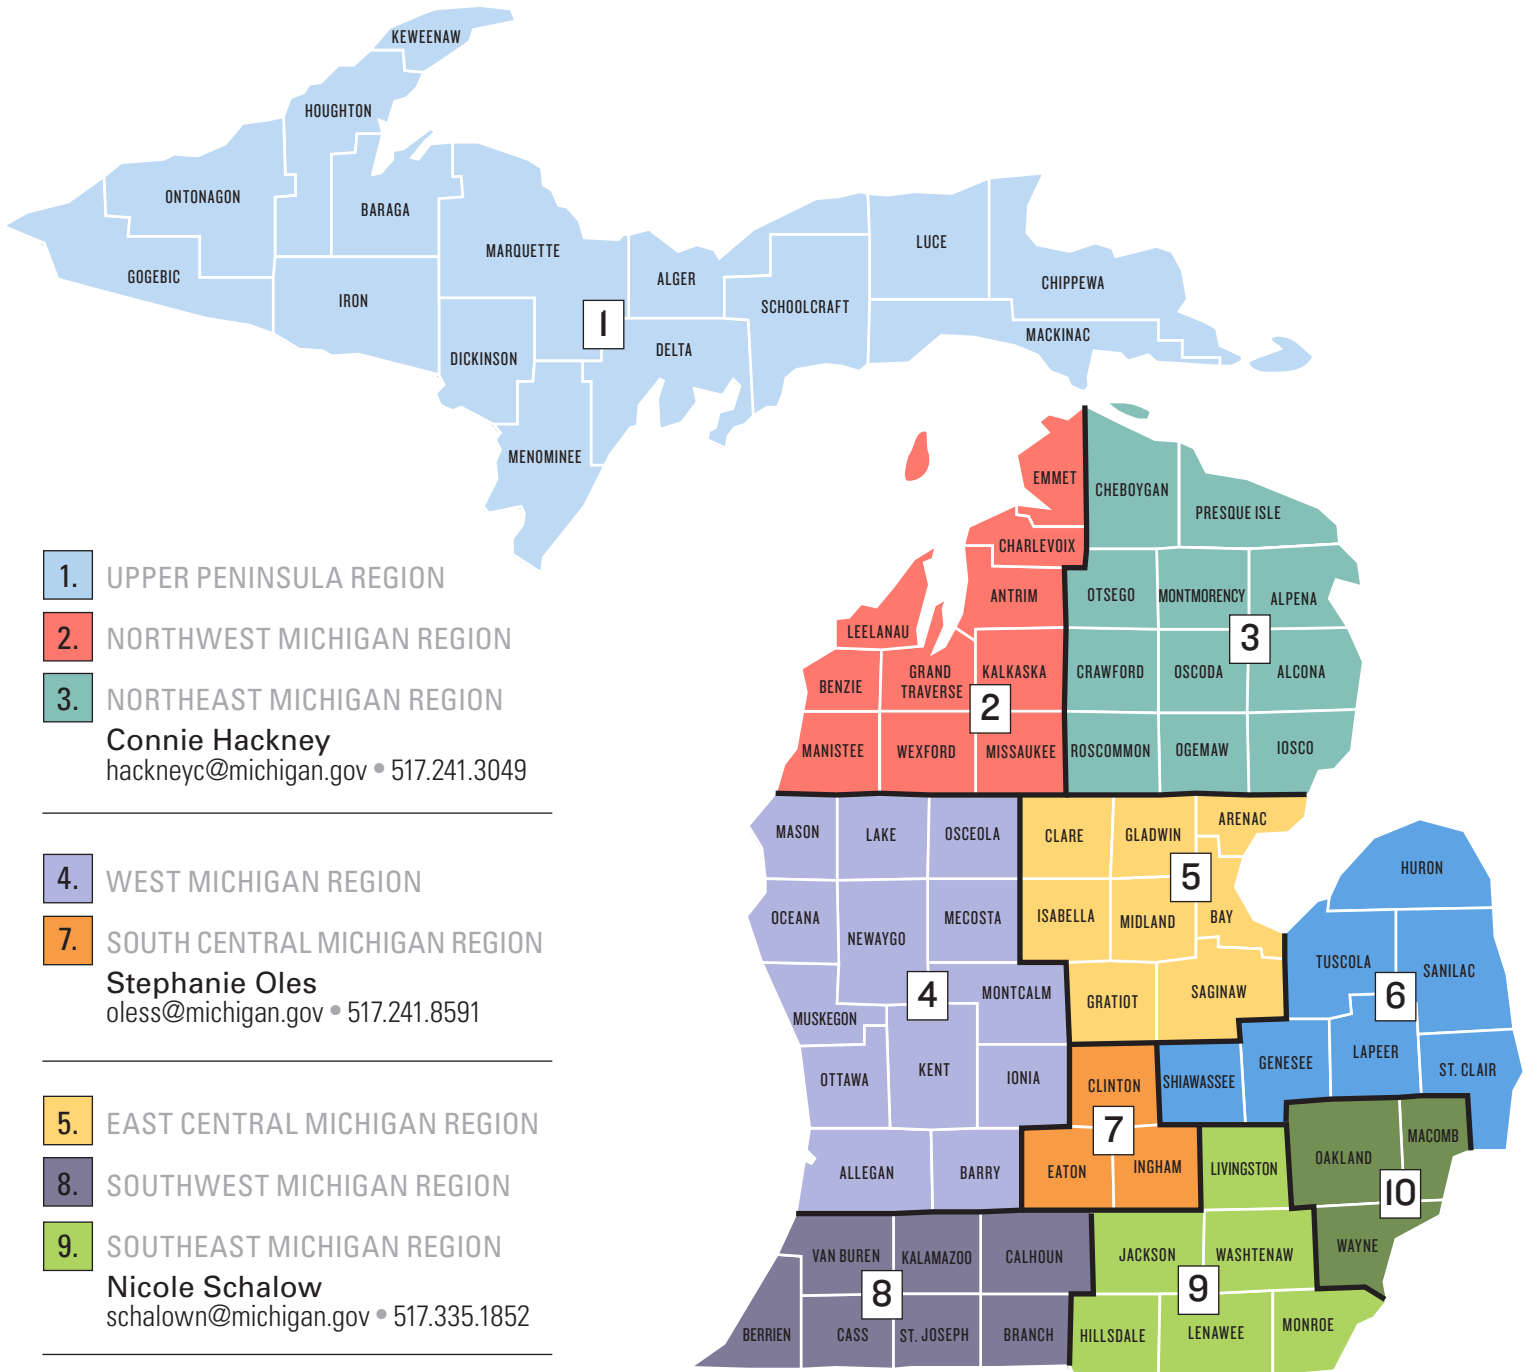 KEWEENAW
HOUGHTON
ONTONAGON
BARAGA
MARQUETTE
LUCE
GOGEBIC
ALGER
CHIPPEWA
IRON
SCHOOLCRAFT
1
MACKINAC
DICKINSON
DELTA
MENOMINEE
EMMET
CHEBOYGAN
PRESQUE ISLE
CHARLEVOIX
ANTRIM
OTSEGO
MONTMORENCY
ALPENA
LEELANAU
3
BENZIE
GRAND
TRAVERSE
KALKASKA
CRAWFORD
OSCODA
ALCONA
2
MANISTEE
WEXFORD
MISSAUKEE
ROSCOMMON
OGEMAW
IOSCO
MASON
LAKE
OSCEOLA
CLARE
GLADWIN
ARENAC
5
HURON
OCEANA
NEWAYGO
MECOSTA
ISABELLA
MIDLAND
BAY
TUSCOLA
SANILAC
4
MONTCALM
GRATIOT
SAGINAW
6
MUSKEGON
OTTAWA
KENT
IONIA
CLINTON
SHIAWASSEE
GENESEE
LAPEER
ST. CLAIR
7
ALLEGAN
BARRY
EATON
INGHAM
LIVINGSTON
OAKLAND
MACOMB
10
VAN BUREN
KALAMAZOO
CALHOUN
JACKSON
WASHTENAW
WAYNE
8
9
BERRIEN
CASS
ST. JOSEPH
BRANCH
HILLSDALE
LENAWEE
MONROE
1. UPPER PENINSULA REGION
2. NORTHWEST MICHIGAN REGION
3. NORTHEAST MICHIGAN REGION
Connie Hackney
hackneyc@michigan.gov • 517.241.3049
4. WEST MICHIGAN REGION
7. SOUTH CENTRAL MICHIGAN REGION
Stephanie Oles
oless@michigan.gov • 517.241.8591
5. EAST CENTRAL MICHIGAN REGION
8. SOUTHWEST MICHIGAN REGION
9. SOUTHEAST MICHIGAN REGION
Nicole Schalow
schalown@michigan.gov • 517.335.1852